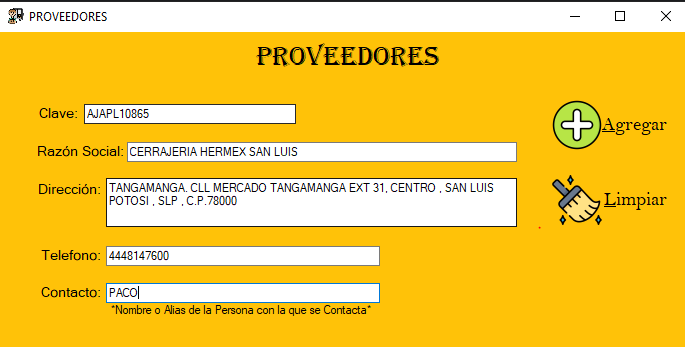 PROVEEDORES
PROVEEDORES
Clave: AJAPL10865
Agregar
Razón Social: CERRAJERIA HERMEX SAN LUIS
Dirección: TANGAMANGA. CLL MERCADO TANGAMANGA EXT 31, CENTRO , SAN LUIS
POTOSI , SLP , C.P.78000
Limpiar
Telefono: 4448147600
Contacto: PACO
*Nombre o Alias de la Persona con la que se Contacta*